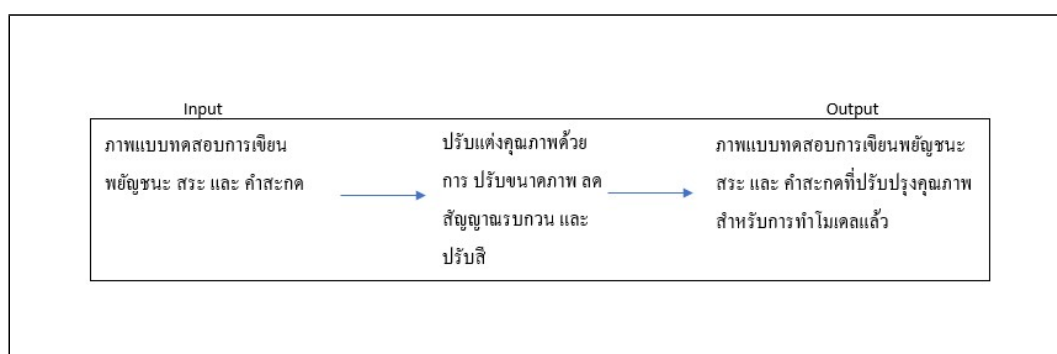 Input
Output
ภาพแบบทดสอบการเขียน
พยัญชนะ สระ และ คำสะกด
ปรับแต่งคุณภาพด้วย
การ ปรับขนาดภาพ ลด
สัญญาณรบกวน และ
ปรับสี
ภาพแบบทดสอบการเขียนพยัญชนะ
สระ และ คำสะกดที่ปรับปรุงคุณภาพ
สำหรับการทำโมเดลแล้ว